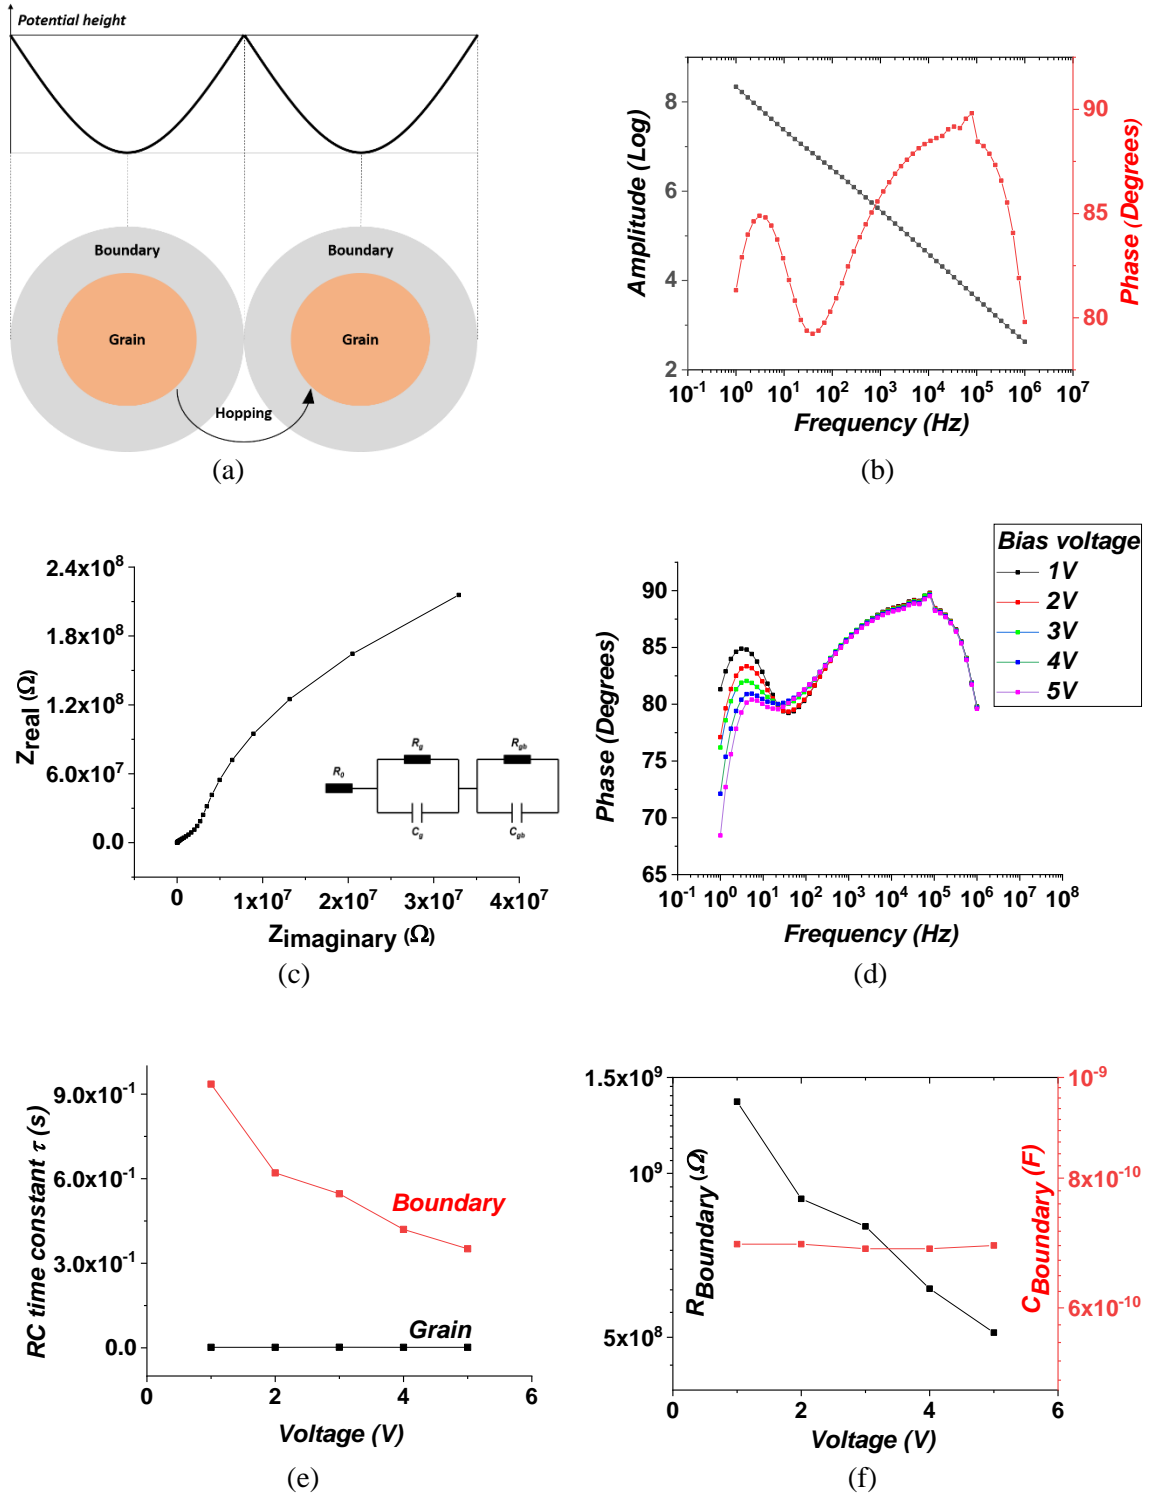 Potential height
Boundary
Boundary
Grain
Grain
Hopping
(a)
8
6
4
2
Amplitude (Log)
90
85
80
Phase (Degrees)
10⁻¹ 10⁰ 10¹ 10² 10³ 10⁴ 10⁵ 10⁶ 10⁷
Frequency (Hz)
(b)
2.4x10⁸
1.8x10⁸
1.2x10⁸
6.0x10⁷
0.0
Zreal (Ω)
R₀
Rg
Cg
Rgb
Cgb
0 1x10⁷ 2x10⁷ 3x10⁷ 4x10⁷
Zimaginary (Ω)
(c)
Bias voltage
1V
2V
3V
4V
5V
90
85
80
75
70
65
Phase (Degrees)
10⁻¹ 10⁰ 10¹ 10² 10³ 10⁴ 10⁵ 10⁶ 10⁷ 10⁸
Frequency (Hz)
(d)
9.0x10⁻¹
6.0x10⁻¹
3.0x10⁻¹
0.0
RC time constant τ (s)
Boundary
Grain
0 2 4 6
Voltage (V)
(e)
1.5x10⁹
10⁹
5x10⁸
RBoundary (Ω)
10⁻⁹
8x10⁻¹⁰
6x10⁻¹⁰
CBoundary (F)
0 2 4 6
Voltage (V)
(f)